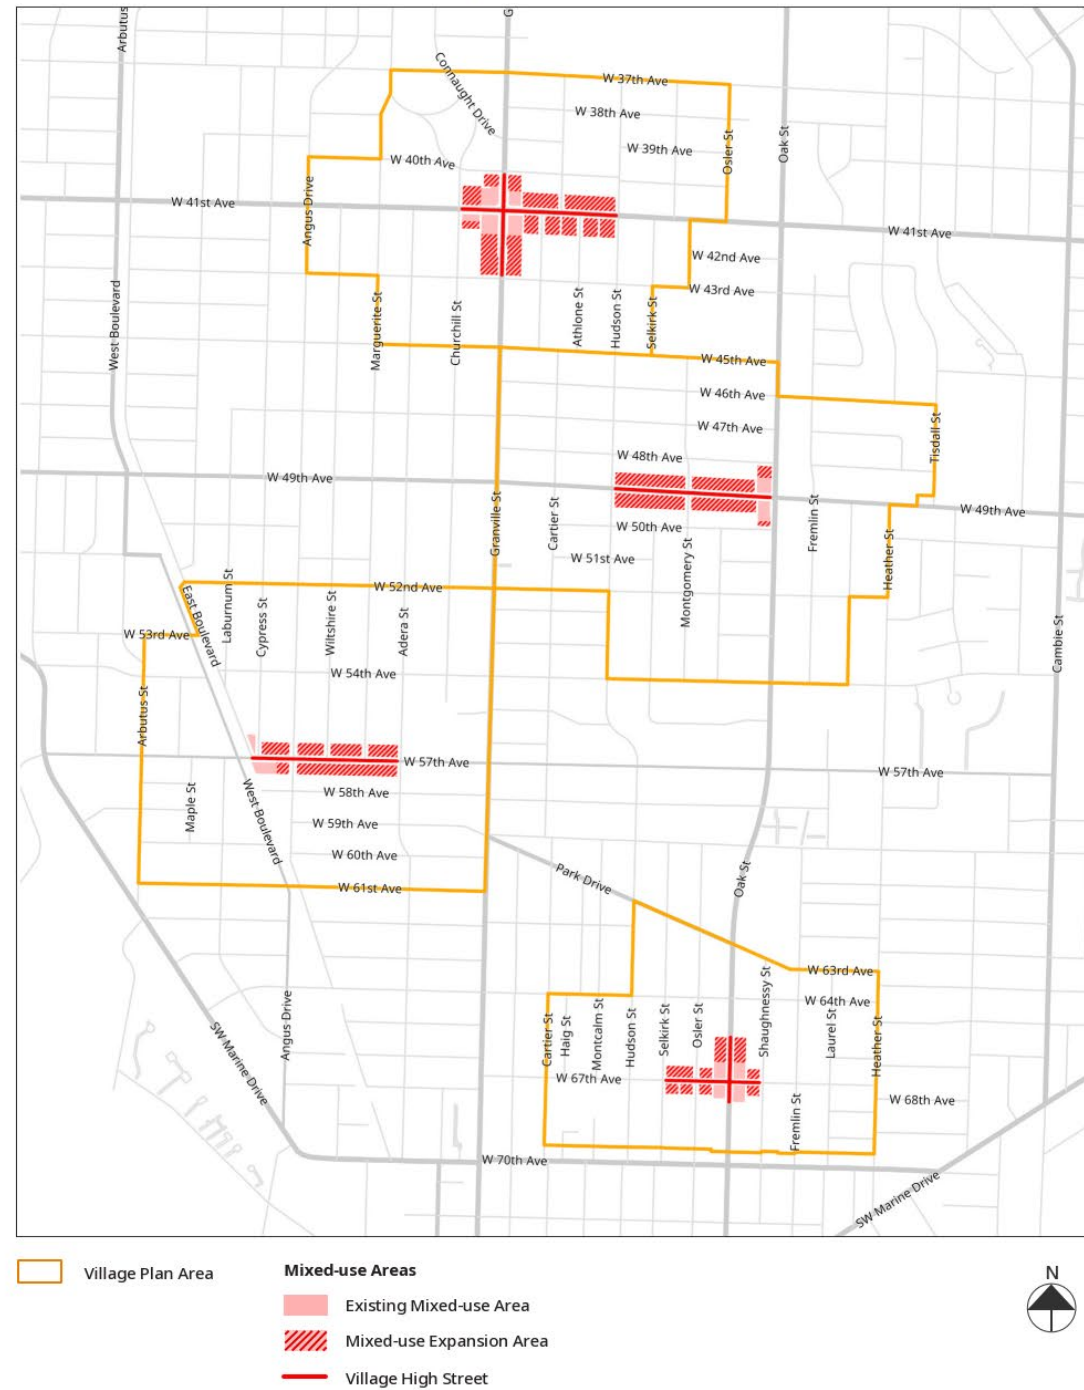 Arbutus
G
Connaught Drive
W 37th Ave
W 38th Ave
W 39th Ave
Osler St
Oak St
W 40th Ave
W 41st Ave
Angus Drive
W 41st Ave
W 42nd Ave
W 43rd Ave
West Boulevard
Marguerite St
Churchill St
Athlone St
Hudson St
Selkirk St
W 45th Ave
W 46th Ave
W 47th Ave
Tisdall St
W 48th Ave
W 49th Ave
Granville St
Cartier St
W 50th Ave
W 51st Ave
Montgomery St
Fremlin St
W 49th Ave
Heather St
W 52nd Ave
East Boulevard
Laburnum St
Cypress St
Wiltshire St
Adera St
W 53rd Ave
W 54th Ave
Cambie St
Arbutus St
W 57th Ave
W 57th Ave
Maple St
West Boulevard
W 58th Ave
W 59th Ave
W 60th Ave
W 61st Ave
Park Drive
Oak St
W 63rd Ave
W 64th Ave
Angus Drive
SW Marine Drive
Cartier St
Haig St
Montcalm St
Hudson St
Selkirk St
Osler St
Shaughnessy St
Laurel St
Heather St
W 67th Ave
W 68th Ave
Fremlin St
W 70th Ave
SW Marine Drive
Village Plan Area
Mixed-use Areas
Existing Mixed-use Area
Mixed-use Expansion Area
Village High Street
N